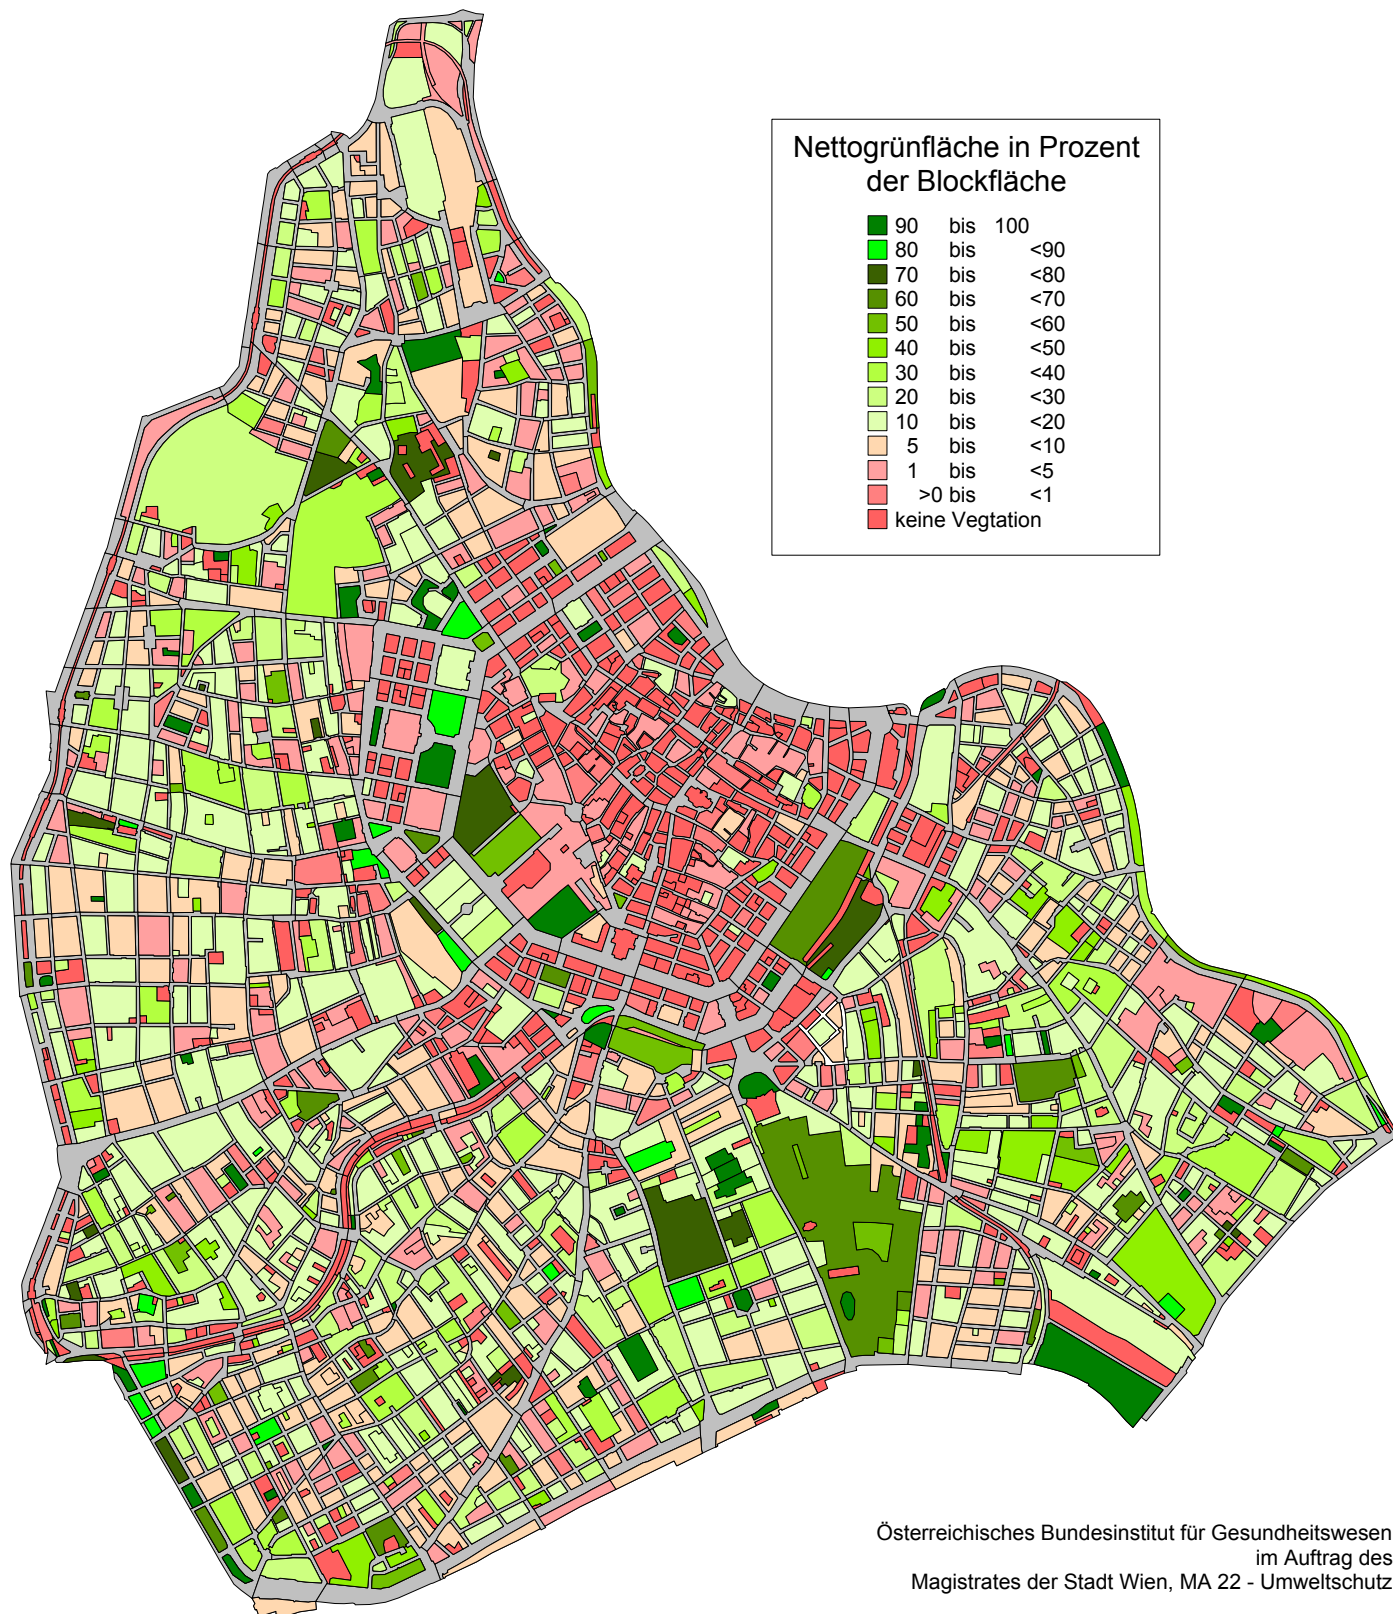 Nettogrünfläche in Prozent
der Blockfläche
90 bis 100
80 bis <90
70 bis <80
60 bis <70
50 bis <60
40 bis <50
30 bis <40
20 bis <30
10 bis <20
5 bis <10
1 bis <5
>0 bis <1
keine Vegtation
Österreichisches Bundesinstitut für Gesundheitswesen
im Auftrag des
Magistrates der Stadt Wien, MA 22 - Umweltschutz